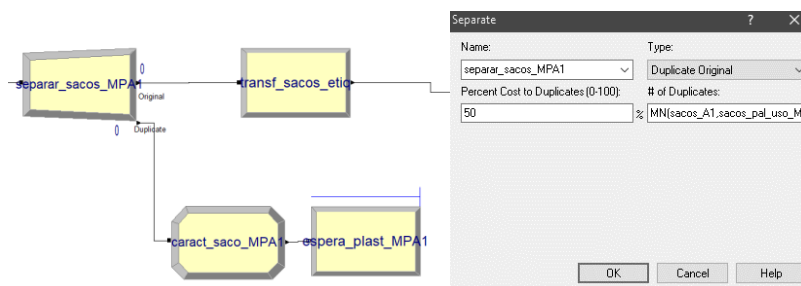 separar_sacos_MPA1
0
Original
0
Duplicate
transf_sacos_etiq
caract_saco_MPA1
espera_plast_MPA1
Separate
?
Name:
Type:
separar_sacos_MPA1
Duplicate Original
Percent Cost to Duplicates (0-100):
# of Duplicates:
50
%
MN(sacos_A1,sacos_pal_uso_M
OK
Cancel
Help